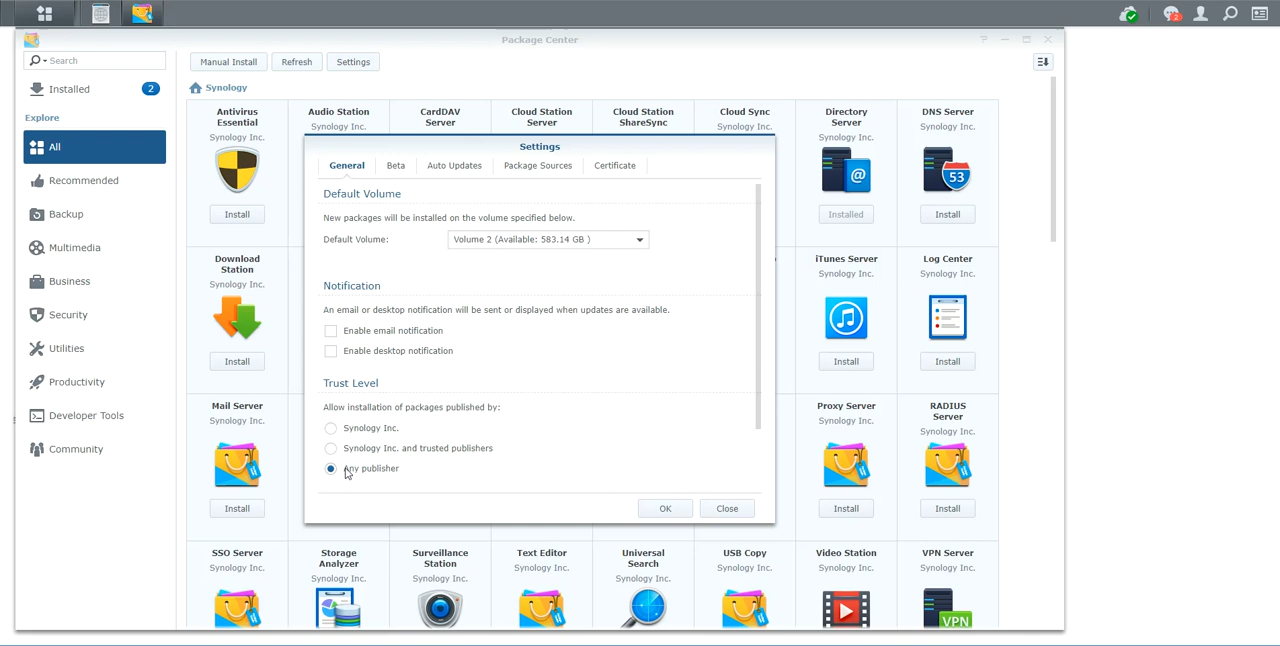 2
Package Center
Search
Manual Install
Refresh
Settings
Installed
2
Synology
Explore
All
Recommended
Backup
Multimedia
Business
Security
Utilities
Productivity
Developer Tools
Community
Antivirus
Essential
Synology Inc.
Install
Audio Station
Synology Inc.
CardDAV
Server
Cloud Station
Server
Cloud Station
ShareSync
Cloud Sync
Synology Inc.
Directory
Server
Synology Inc.
@
Installed
DNS Server
Synology Inc.
53
Install
Settings
General
Beta
Auto Updates
Package Sources
Certificate
Default Volume
New packages will be installed on the volume specified below.
Default Volume:
Volume 2 (Available: 583.14 GB )
Notification
An email or desktop notification will be sent or displayed when updates are available.
Enable email notification
Enable desktop notification
Trust Level
Allow installation of packages published by:
Synology Inc.
Synology Inc. and trusted publishers
Any publisher
OK
Close
Download
Station
Synology Inc.
Install
iTunes Server
Synology Inc.
Install
Log Center
Synology Inc.
Install
Mail Server
Synology Inc.
Install
Proxy Server
Synology Inc.
Install
RADIUS
Server
Synology Inc.
Install
SSO Server
Synology Inc.
Storage
Analyzer
Synology Inc.
Surveillance
Station
Synology Inc.
Text Editor
Synology Inc.
Universal
Search
Synology Inc.
USB Copy
Synology Inc.
Video Station
Synology Inc.
VPN Server
Synology Inc.
VPN